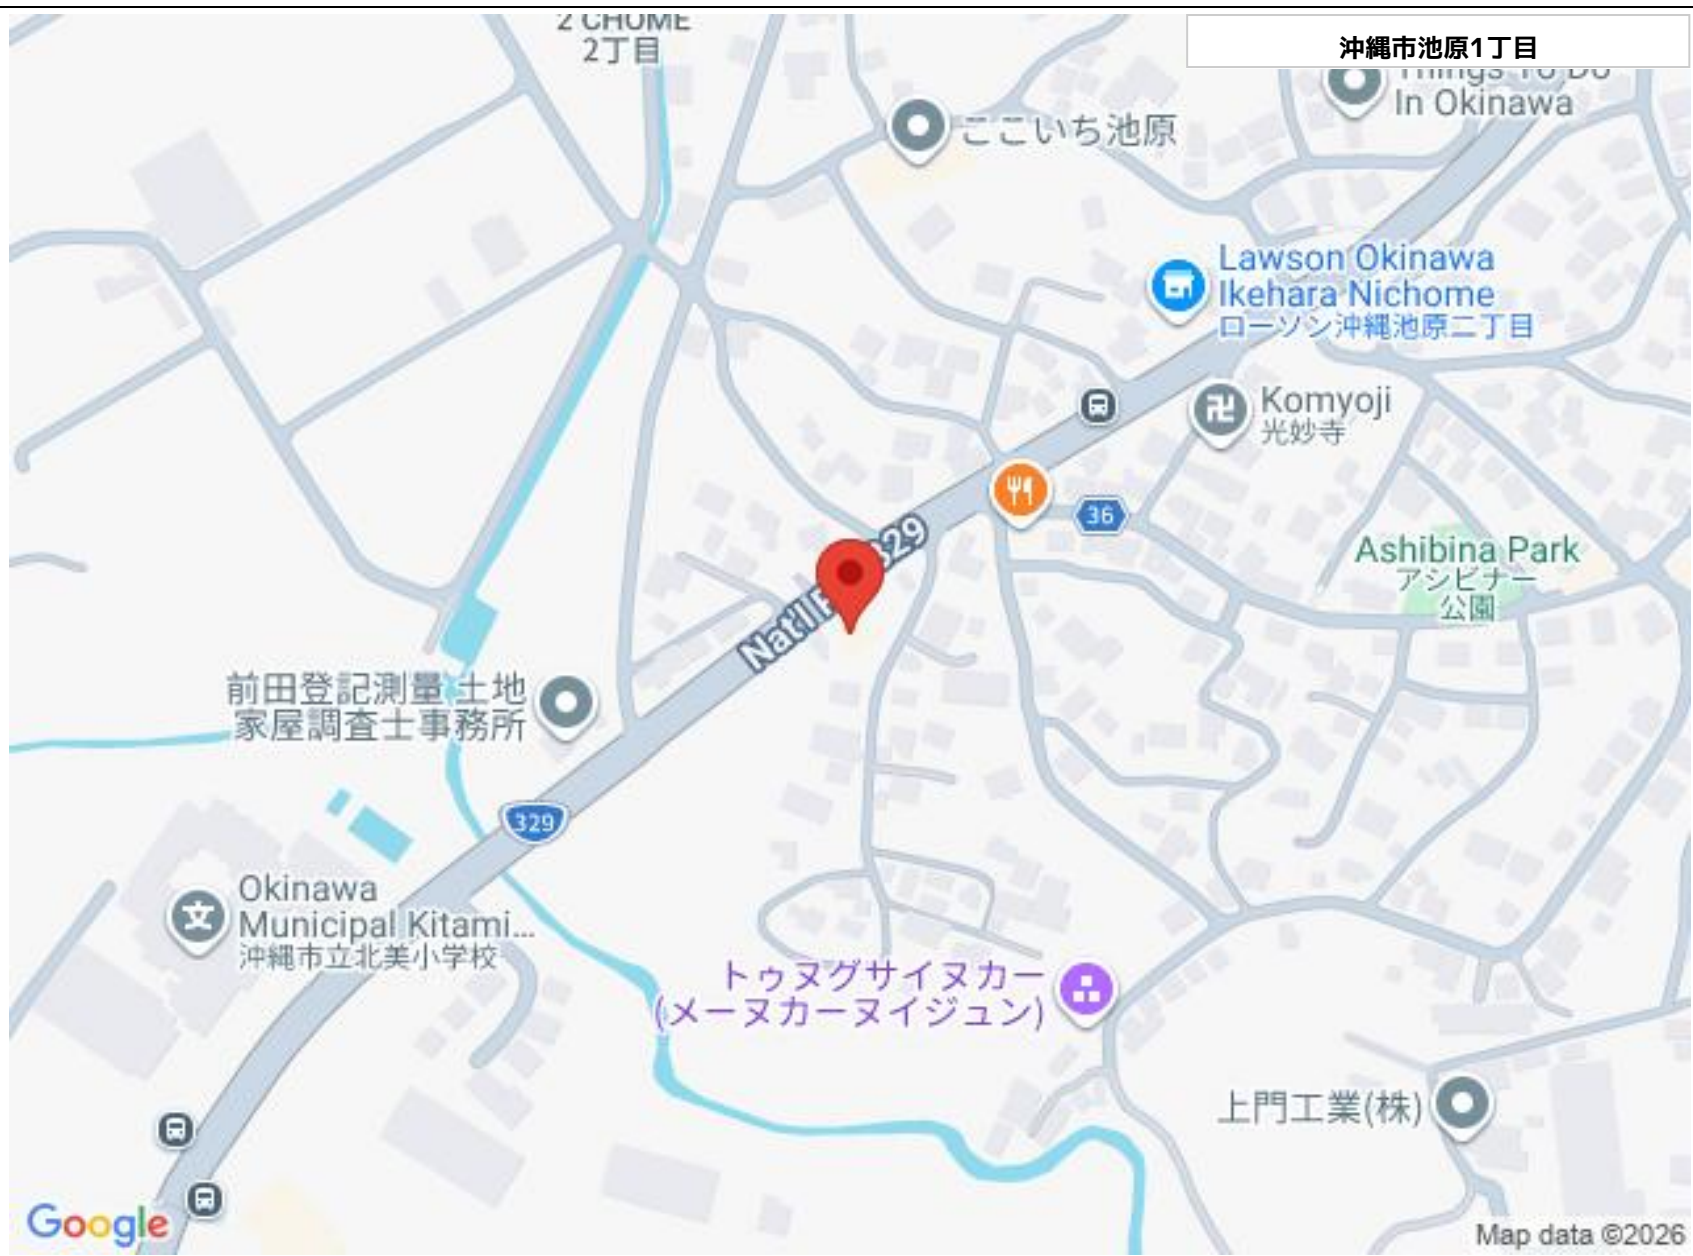 2 CHOME
2丁目
沖縄市池原1丁目
Things To Do
In Okinawa
ここいち池原
Lawson Okinawa
Ikehara Nichome
ローソン沖縄池原二丁目
Komyoji
光妙寺
36
Ashibina Park
アシビナー
公園
329
前田登記測量 土地
家屋調査士事務所
329
Okinawa
Municipal Kitami...
沖縄市立北美小学校
トゥヌグサイヌカー
(メーヌカーヌイジュン)
上門工業(株)
Google
Map data ©2026